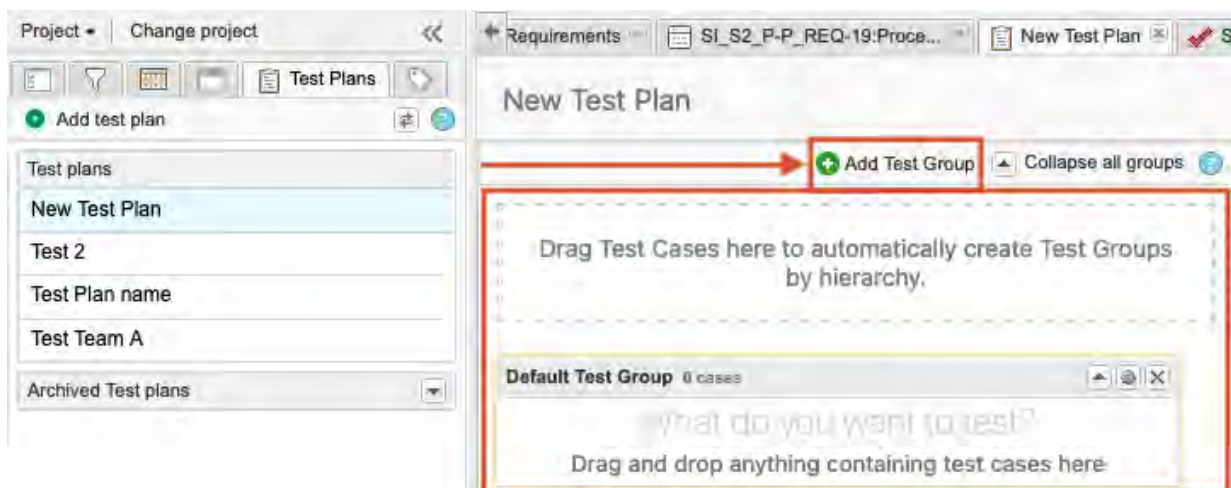 Project
Change project
Test Plans
Add test plan
Test plans
New Test Plan
Test 2
Test Plan name
Test Team A
Archived Test plans
Requirements
SI_S2_P-P_REQ-19:Proce...
New Test Plan
S
New Test Plan
Add Test Group
Collapse all groups
Drag Test Cases here to automatically create Test Groups
by hierarchy.
Default Test Group 0 cases
What do you want to test?
Drag and drop anything containing test cases here